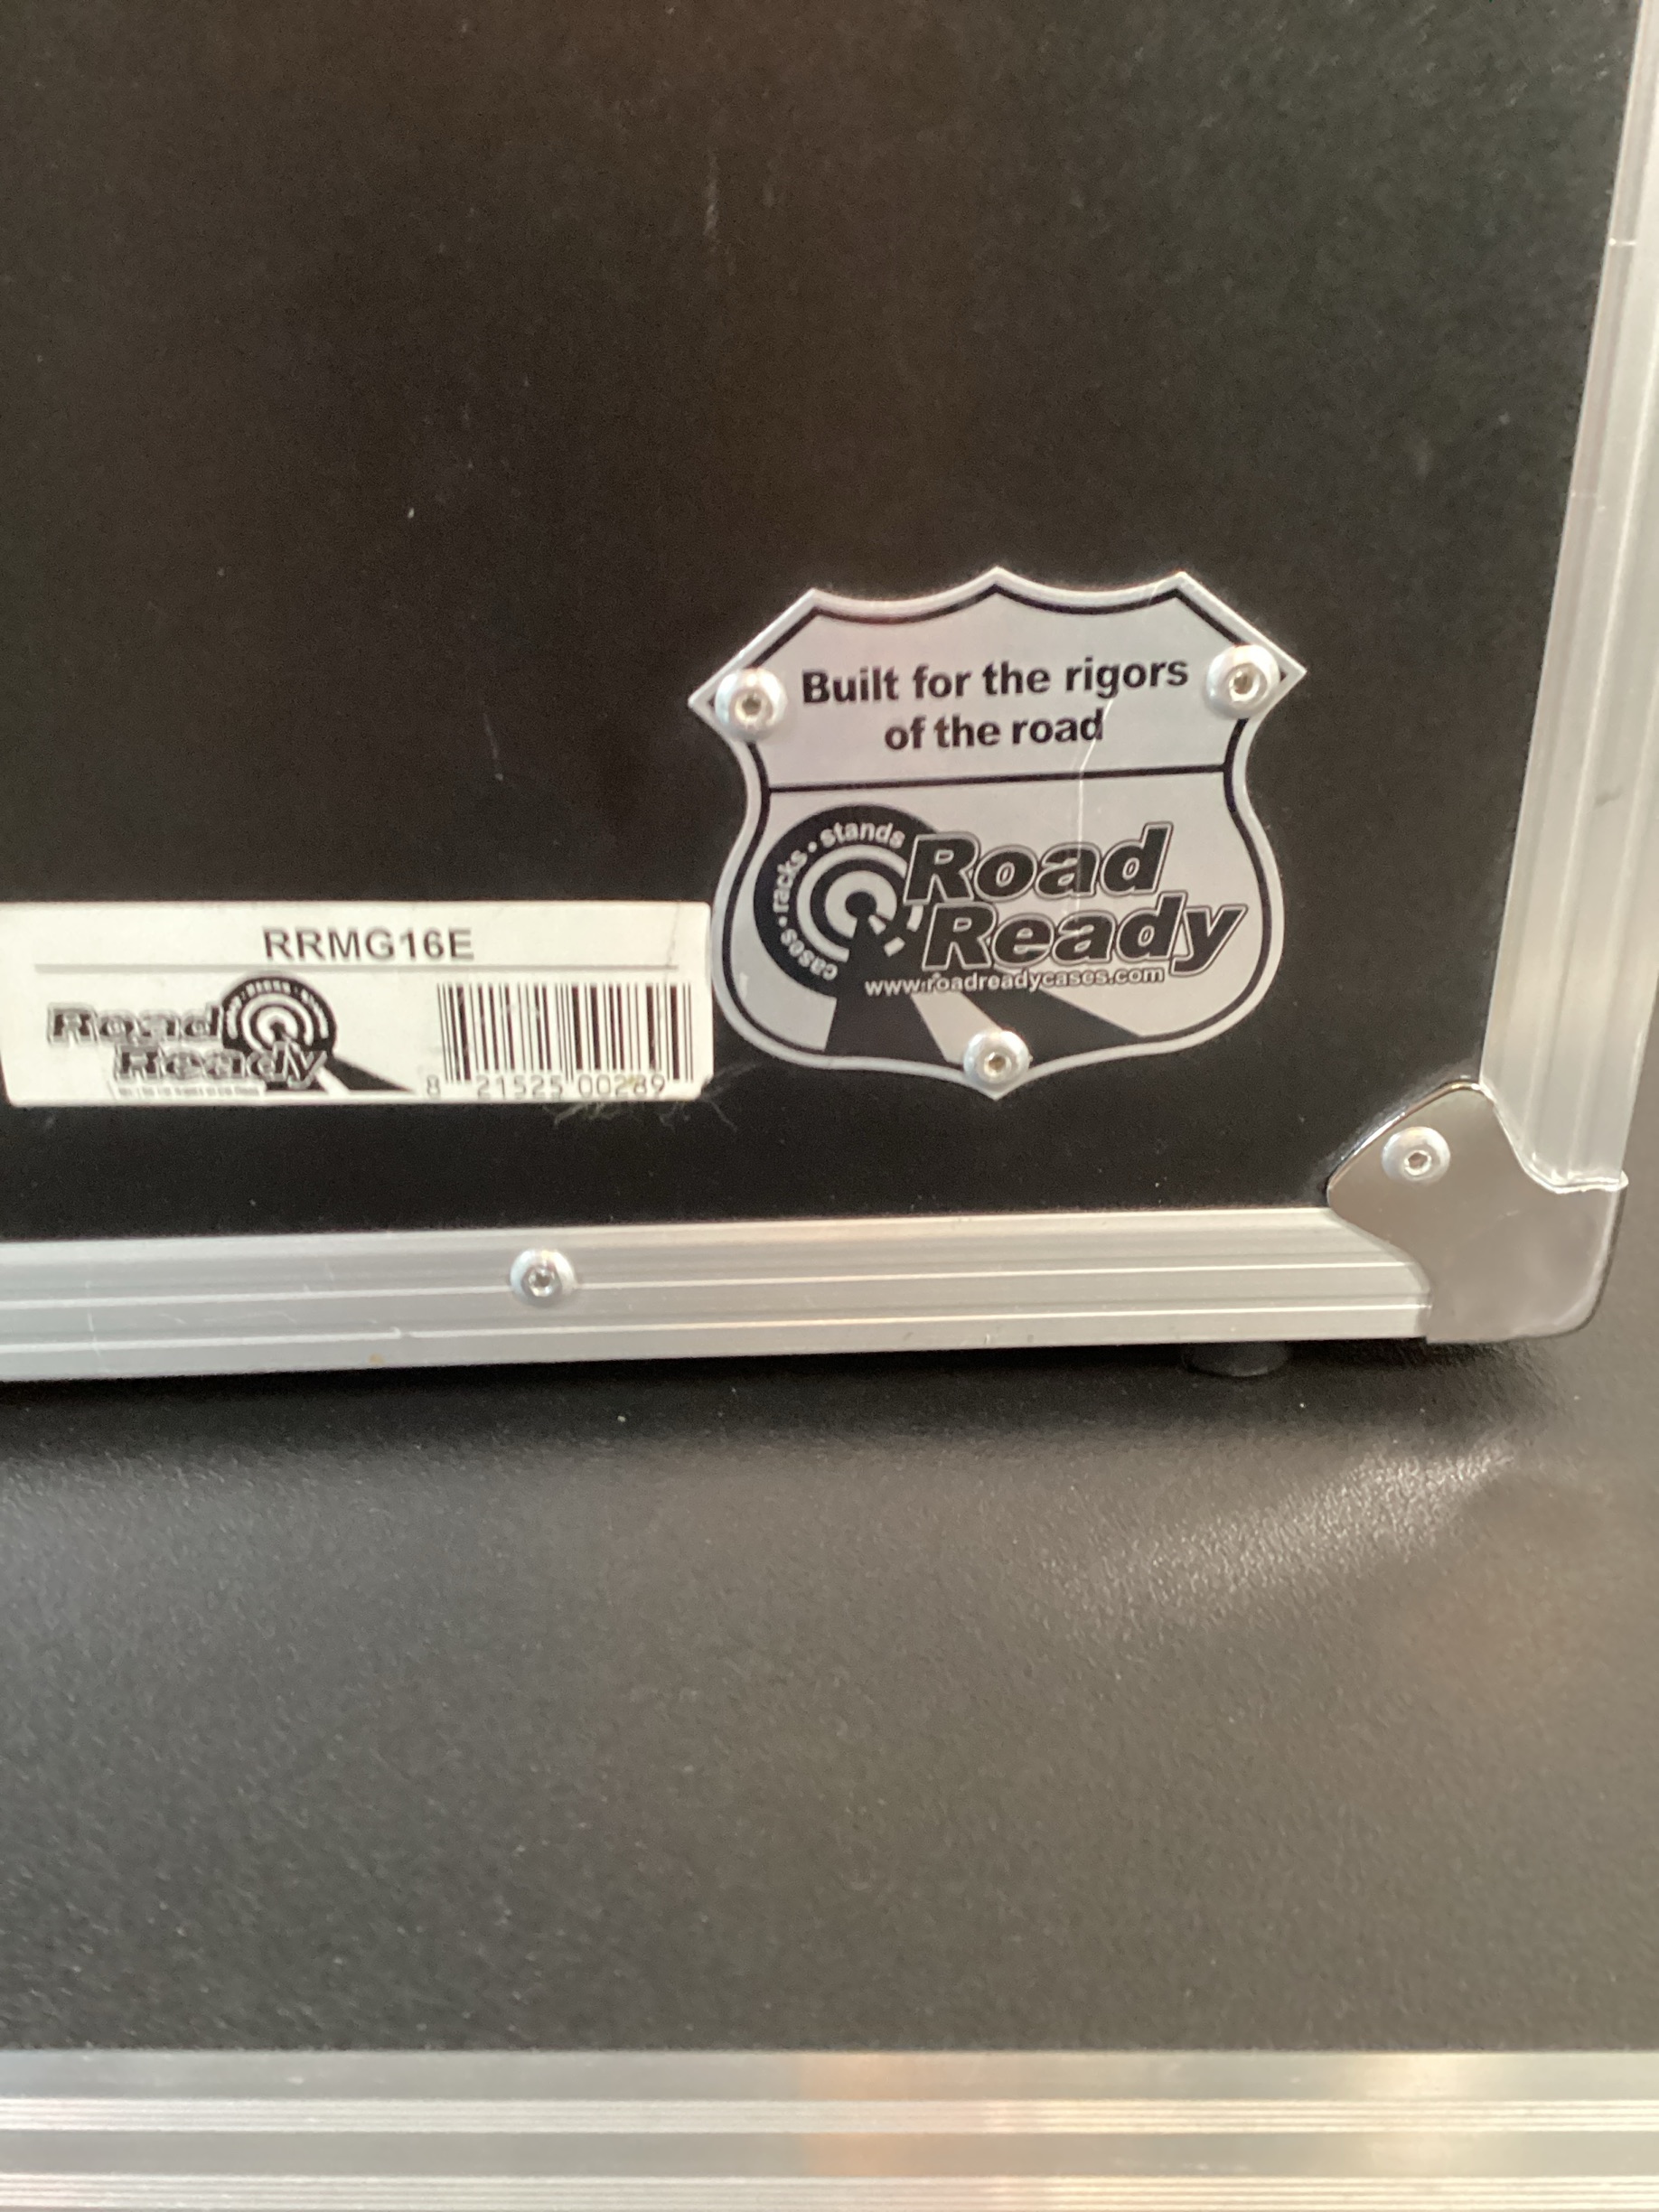 Built for the rigors
of the road
cases • racks • stands
Road
Ready
www.roadreadycases.com
RRMG16E
Road
Ready
8 21525 00289